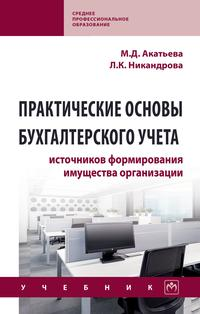 СРЕДНЕЕ
ПРОФЕССИОНАЛЬНОЕ
ОБРАЗОВАНИЕ
М.Д. Акатьева
Л.К. Никандрова
ПРАКТИЧЕСКИЕ ОСНОВЫ
БУХГАЛТЕРСКОГО УЧЕТА
источников формирования
имущества организации
УЧЕБНИК